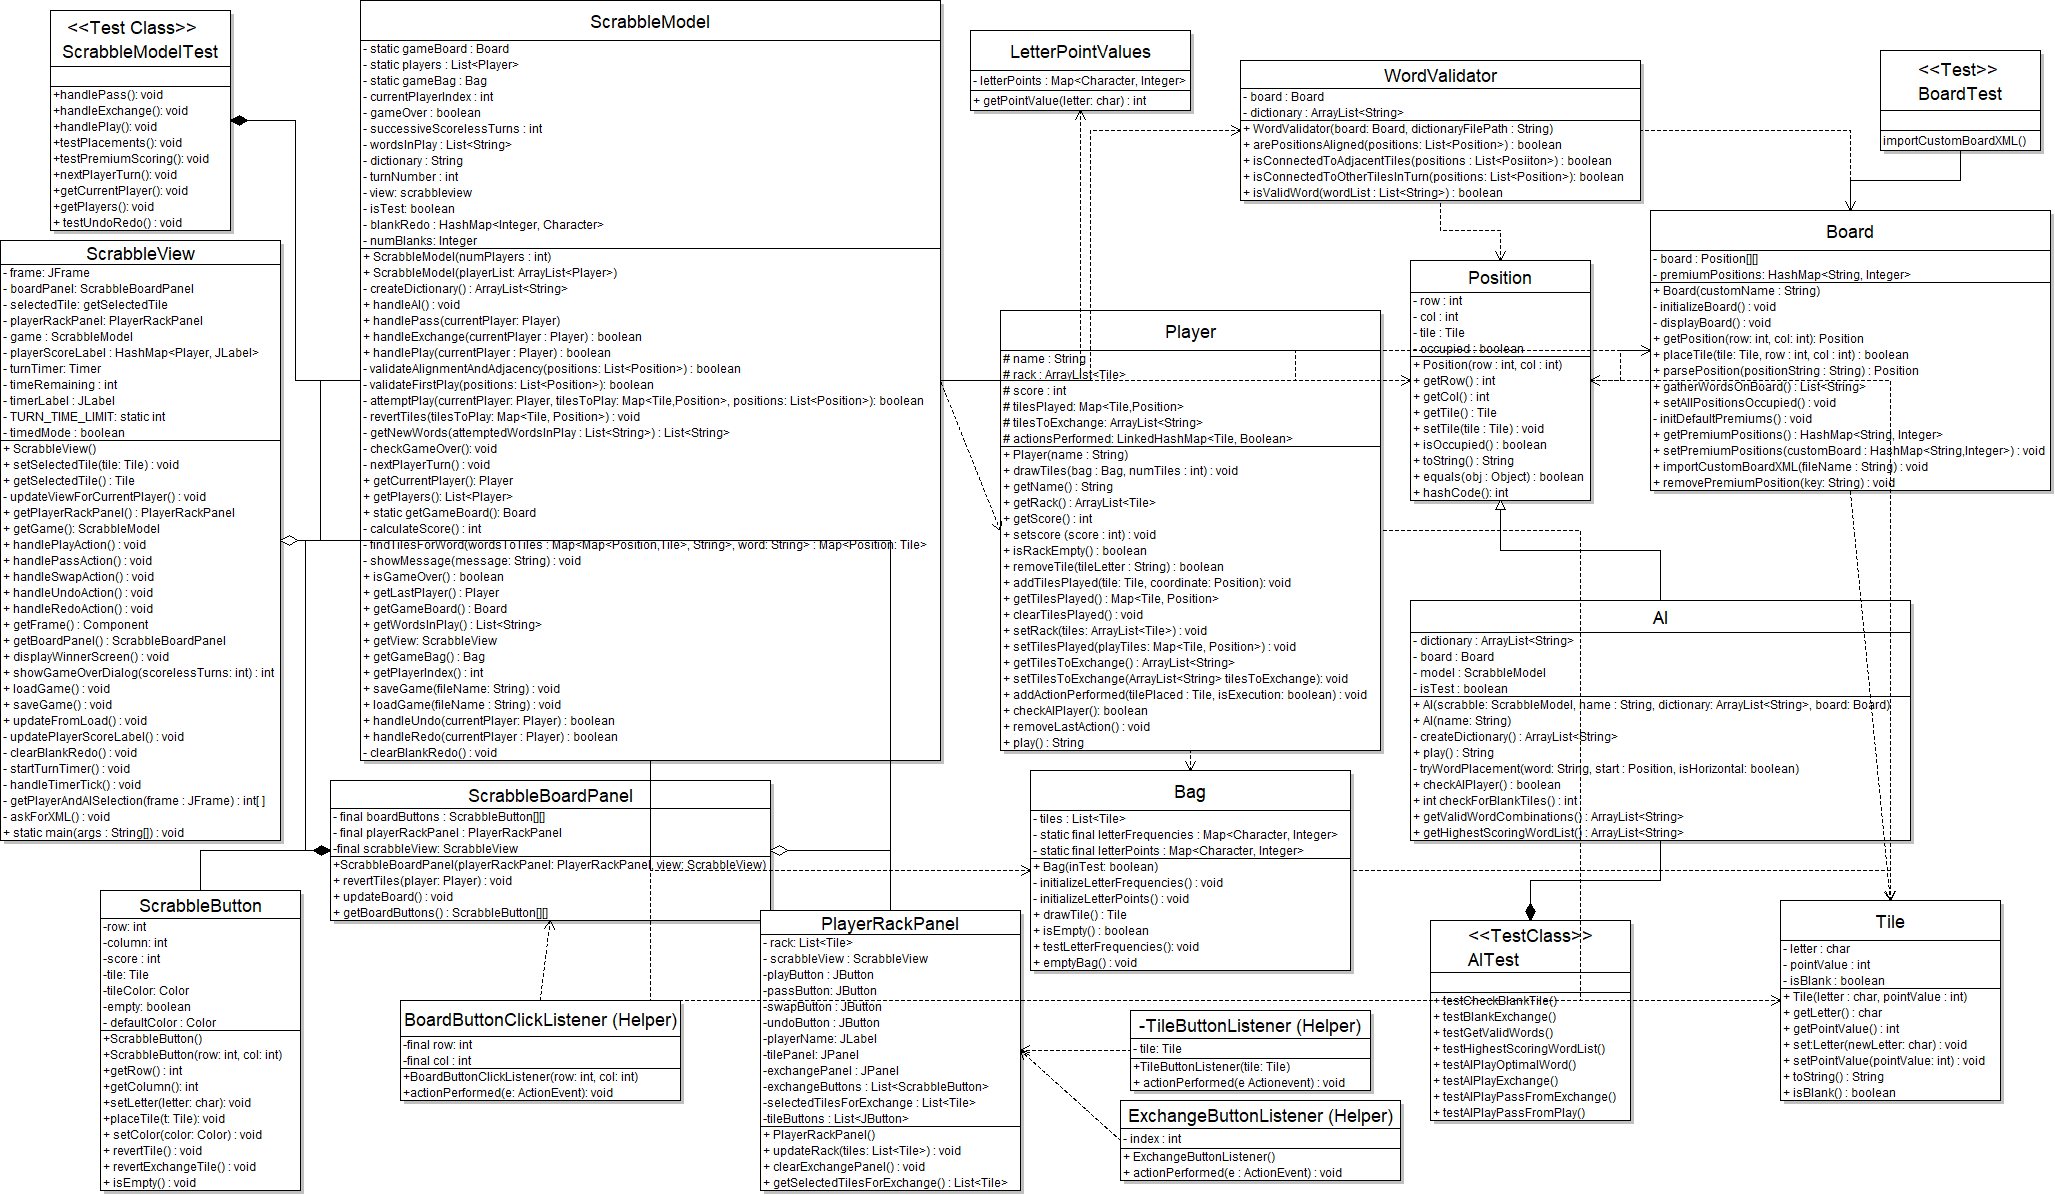 <<Test Class>>
ScrabbleModelTest
+handlePass(): void
+handleExchange(): void
+handlePlay(): void
+testPlacements(): void
+testPremiumScoring(): void
+nextPlayerTurn(): void
+getCurrentPlayer(): void
+getPlayers(): void
+ testUndoRedo() : void
ScrabbleModel
- static gameBoard : Board
- static players : List<Player>
- static gameBag : Bag
- currentPlayerIndex : int
- gameOver : boolean
- successiveScorelessTurns : int
- wordsInPlay : List<String>
- dictionary : String
- turnNumber : int
- view: scrabbleview
- isTest: boolean
- blankRedo : HashMap<Integer, Character>
- numBlanks: Integer
+ ScrabbleModel(numPlayers : int)
+ ScrabbleModel(playerList: ArrayList<Player>)
- createDictionary() : ArrayList<String>
+ handleAI() : void
+ handlePass(currentPlayer: Player)
+ handleExchange(currentPlayer : Player) : boolean
+ handlePlay(currentPlayer : Player) : boolean
- validateAlignmentAndAdjacency(positions: List<Position>) : boolean
- validateFirstPlay(positions: List<Position>): boolean
- attemptPlay(currentPlayer: Player, tilesToPlay: Map<Tile,Position>, positions: List<Position>): boolean
- revertTiles(tilesToPlay: Map<Tile, Position>) : void
- getNewWords(attemptedWordsInPlay : List<String>) : List<String>
- checkGameOver(): void
- nextPlayerTurn() : void
+ getCurrentPlayer(): Player
+ getPlayers(): List<Player>
+ static getGameBoard(): Board
- calculateScore() : int
- findTilesForWord(wordsToTiles : Map<Map<Position,Tile>, String>, word: String> : Map<Position: Tile>
- showMessage(message: String) : void
+ isGameOver() : boolean
+ getLastPlayer() : Player
+ getGameBoard() : Board
+ getWordsInPlay() : List<String>
+ getView: ScrabbleView
+ getGameBag() : Bag
+ getPlayerIndex() : int
+ saveGame(fileName: String) : void
+ loadGame(fileName: String) : void
+ handleUndo(currentPlayer: Player) : boolean
+ handleRedo(currentPlayer : Player) : boolean
- clearBlankRedo() : void
LetterPointValues
- letterPoints : Map<Character, Integer>
+ getPointValue(letter: char) : int
WordValidator
- board : Board
- dictionary : ArrayList<String>
+ WordValidator(board: Board, dictionaryFilePath : String)
+ arePositionsAligned(positions: List<Position>) : boolean
+ isConnectedToAdjacentTiles(positions : List<Posiiton>) : boolean
+ isConnectedToOtherTilesInTurn(positions: List<Position>): boolean
+ isValidWord(wordList : List<String>) : boolean
<<Test>>
BoardTest
importCustomBoardXML()
ScrabbleView
- frame: JFrame
- boardPanel: ScrabbleBoardPanel
- selectedTile: getSelectedTile
- playerRackPanel: PlayerRackPanel
- game : ScrabbleModel
- playerScoreLabel : HashMap<Player, JLabel>
- turnTimer: Timer
- timeRemaining : int
- timerLabel : JLabel
- TURN_TIME_LIMIT: static int
- timedMode : boolean
+ ScrabbleView()
+ setSelectedTile(tile: Tile) : void
+ getSelectedTile() : Tile
- updateViewForCurrentPlayer() : void
+ getPlayerRackPanel() : PlayerRackPanel
+ getGame(): ScrabbleModel
+ handlePlayAction() : void
+ handlePassAction() : void
+ handleSwapAction() : void
+ handleUndoAction() : void
+ handleRedoAction() : void
+ getFrame() : Component
+ getBoardPanel() : ScrabbleBoardPanel
+ displayWinnerScreen() : void
+ showGameOverDialog(scorelessTurns: int) : int
+ loadGame() : void
+ saveGame() : void
+ updateFromLoad() : void
- updatePlayerScoreLabel() : void
- clearBlankRedo() : void
- startTurnTimer() : void
+ handleTimerTick() : void
- getPlayerAndAISelection(frame : JFrame) : int[ ]
- askForXML() : void
+ static main(args : String[]) : void
Board
- board : Position[][]
- premiumPositions: HashMap<String, Integer>
+ Board(customName : String)
- initializeBoard() : void
- displayBoard() : void
+ getPosition(row: int, col: int): Position
+ placeTile(tile: Tile, row : int, col : int) : boolean
+ parsePosition(positionString : String) : Position
+ gatherWordsOnBoard() : List<String>
+ setAllPositionsOccupied() : void
- initDefaultPremiums() : void
+ getPremiumPositions() : HashMap<String, Integer>
+ setPremiumPositions(customBoard : HashMap<String,Integer>) : void
+ importCustomBoardXML(fileName : String) : void
+ removePremiumPosition(key: String) : void
Position
- row : int
- col : int
- tile : Tile
- occupied : boolean
+ Position(row : int, col : int)
+ getRow() : int
+ getCol() : int
+ getTile() : Tile
+ setTile(tile : Tile) : void
+ isOccupied() : boolean
+ toString() : String
+ equals(obj : Object) : boolean
+ hashCode(): int
Player
# name : String
# rack : ArrayList<Tile>
# score : int
# tilesPlayed: Map<Tile,Position>
# tilesToExchange: ArrayList<String>
# actionsPerformed: LinkedHashMap<Tile, Boolean>
+ Player(name : String)
+ drawTiles(bag : Bag, numTiles : int) : void
+ getName() : String
+ getRack() : ArrayList<Tile>
+ getScore() : int
+ setscore (score : int) : void
+ isRackEmpty() : boolean
+ removeTile(tileLetter : String) : boolean
+ addTilesPlayed(tile: Tile, coordinate: Position): void
+ getTilesPlayed() : Map<Tile, Position>
+ clearTilesPlayed() : void
+ setRack(tiles: ArrayList<Tile>) : void
+ setTilesPlayed(playTiles: Map<Tile, Position>) : void
+ getTilesToExchange() : ArrayList<String>
+ setTilesToExchange(ArrayList<String> tilesToExchange): void
+ addActionPerformed(tilePlaced : Tile, isExecution: boolean) : void
+ checkAIPlayer(): boolean
+ removeLastAction() : void
+ play() : String
AI
- dictionary : ArrayList<String>
- board : Board
- model : ScrabbleModel
- isTest : boolean
+ AI(scrabble: ScrabbleModel, name : String, dictionary: ArrayList<String>, board: Board)
+ AI(name: String)
- createDictionary() : ArrayList<String>
+ play() : String
- tryWordPlacement(word: String, start : Position, isHorizontal: boolean)
+ checkAIPlayer() : boolean
+ int checkForBlankTiles() : int
+ getValidWordCombinations() : ArrayList<String>
+ getHighestScoringWordList() : ArrayList<String>
ScrabbleBoardPanel
- final boardButtons : ScrabbleButton[][]
- final playerRackPanel : PlayerRackPanel
-final scrabbleView: ScrabbleView
+ScrabbleBoardPanel(playerRackPanel: PlayerRackPanel, view: ScrabbleView)
+ revertTiles(player: Player) : void
+ updateBoard() : void
+ getBoardButtons() : ScrabbleButton[][]
Bag
- tiles : List<Tile>
- static final letterFrequencies : Map<Character, Integer>
- static final letterPoints : Map<Character, Integer>
+ Bag(inTest: boolean)
- initializeLetterFrequencies() : void
- initializeLetterPoints() : void
+ drawTile() : Tile
+ isEmpty() : boolean
+ testLetterFrequencies(): void
+ emptyBag() : void
ScrabbleButton
-row: int
-column: int
-score : int
-tile: Tile
-tileColor: Color
-empty: boolean
- defaultColor : Color
+ScrabbleButton()
+ScrabbleButton(row: int, col: int)
+getRow() : int
+getColumn(): int
+setLetter(letter: char): void
+placeTile(t: Tile): void
+ setColor(color: Color) : void
+ revertTile() : void
+ revertExchangeTile() : void
+ isEmpty() : void
BoardButtonClickListener (Helper)
-final row: int
-final col : int
+BoardButtonClickListener(row: int, col: int)
+actionPerformed(e: ActionEvent): void
PlayerRackPanel
- rack: List<Tile>
- scrabbleView : ScrabbleView
-playButton : JButton
-passButton: JButton
-swapButton: JButton
-undoButton : JButton
-playerName : JLabel
-tilePanel: JPanel
-exchangePanel : JPanel
-exchangeButtons : List<ScrabbleButton>
-selectedTilesForExchange : List<Tile>
-tileButtons : List<JButton>
+ PlayerRackPanel()
+ updateRack(tiles: List<Tile>) : void
+ clearExchangePanel() : void
+ getSelectedTilesForExchange() : List<Tile>
-TileButtonListener (Helper)
- tile: Tile
+TileButtonListener(tile: Tile)
+ actionPerformed(e Actionevent) : void
ExchangeButtonListener (Helper)
- index : int
+ ExchangeButtonListener()
+ actionPerformed(e : ActionEvent) : void
<<TestClass>>
AITest
+ testCheckBlankTile()
+ testBlankExchange()
+ testGetValidWords()
+ testHighestScoringWordList()
+ testAIPlayOptimalWord()
+ testAIPlayExchange()
+ testAIPlayPassFromExchange()
+ testAIPlayPassFromPlay()
Tile
- letter : char
- pointValue : int
- isBlank : boolean
+ Tile(letter : char, pointValue : int)
+ getLetter() : char
+ getPointValue() : int
+ set:Letter(newLetter: char) : void
+ setPointValue(pointValue: int) : void
+ toString() : String
+ isBlank() : boolean